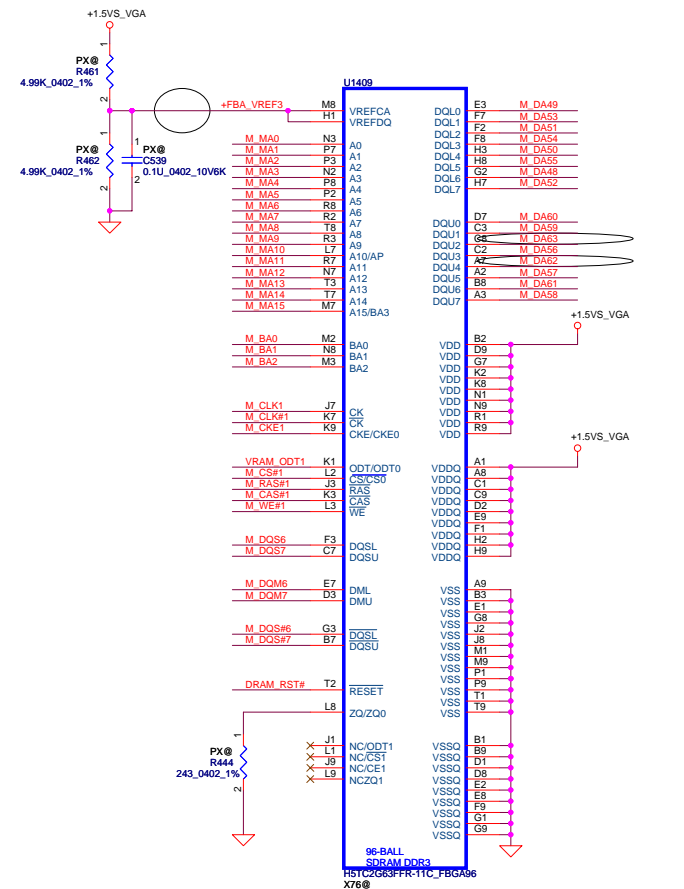 +1.5VS_VGA
PX@
R461
4.99K_0402_1%
1
2
PX@
R462
4.99K_0402_1%
1
2
PX@
C539
0.1U_0402_10V6K
1
2
+FBA_VREF3
U1409
M8 VREFCA
H1 VREFDQ
M_MA0 N3 A0
M_MA1 P7 A1
M_MA2 P3 A2
M_MA3 N2 A3
M_MA4 P8 A4
M_MA5 P2 A5
M_MA6 R8 A6
M_MA7 R2 A7
M_MA8 T8 A8
M_MA9 R3 A9
M_MA10 L7 A10/AP
M_MA11 R7 A11
M_MA12 N7 A12
M_MA13 T3 A13
M_MA14 T7 A14
M_MA15 M7 A15/BA3
M_BA0 M2 BA0
M_BA1 N8 BA1
M_BA2 M3 BA2
M_CLK1 J7 CK
M_CLK#1 K7 CK
M_CKE1 K9 CKE/CKE0
VRAM_ODT1 K1 ODT/ODT0
M_CS#1 L2 CS/CS0
M_RAS#1 J3 RAS
M_CAS#1 K3 CAS
M_WE#1 L3 WE
M_DQS6 F3 DQSL
M_DQS7 C7 DQSU
M_DQM6 E7 DML
M_DQM7 D3 DMU
M_DQS#6 G3 DQSL
M_DQS#7 B7 DQSU
DRAM_RST# T2 RESET
L8 ZQ/ZQ0
1
PX@
R444
243_0402_1%
2
J1 NC/ODT1
L1 NC/CS1
J9 NC/CE1
L9 NCZQ1
DQL0 E3 M_DA49
DQL1 F7 M_DA53
DQL2 F2 M_DA51
DQL3 F8 M_DA54
DQL4 H3 M_DA50
DQL5 H8 M_DA55
DQL6 G2 M_DA48
DQL7 H7 M_DA52
DQU0 D7 M_DA60
DQU1 C3 M_DA59
DQU2 C8 M_DA63
DQU3 C2 M_DA56
DQU4 A7 M_DA62
DQU5 A2 M_DA57
DQU6 B8 M_DA61
DQU7 A3 M_DA58
+1.5VS_VGA
VDD B2
VDD D9
VDD G7
VDD K2
VDD K8
VDD N1
VDD N9
VDD R1
VDD R9
+1.5VS_VGA
VDDQ A1
VDDQ A8
VDDQ C1
VDDQ C9
VDDQ D2
VDDQ E9
VDDQ F1
VDDQ H2
VDDQ H9
VSS A9
VSS B3
VSS E1
VSS G8
VSS J2
VSS J8
VSS M1
VSS M9
VSS P1
VSS P9
VSS T1
VSS T9
VSSQ B1
VSSQ B9
VSSQ D1
VSSQ D8
VSSQ E2
VSSQ E8
VSSQ F9
VSSQ G1
VSSQ G9
96-BALL
SDRAM DDR3
H5TC2G63FFR-11C_FBGA96
X76@